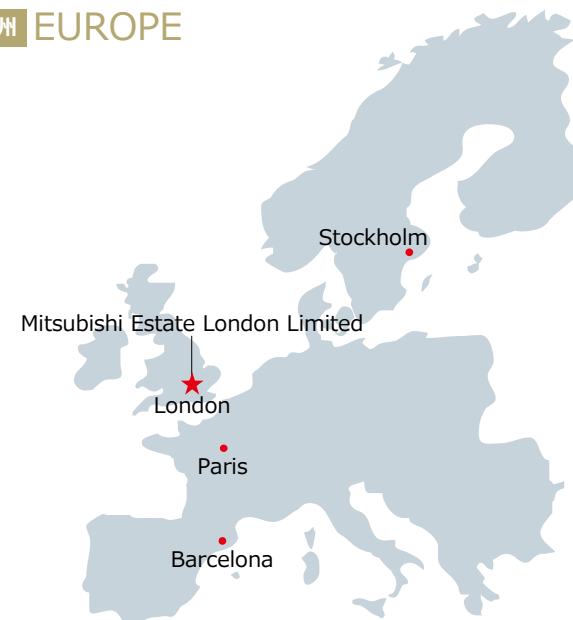 EUROPE
Stockholm
Mitsubishi Estate London Limited
London
Paris
Barcelona